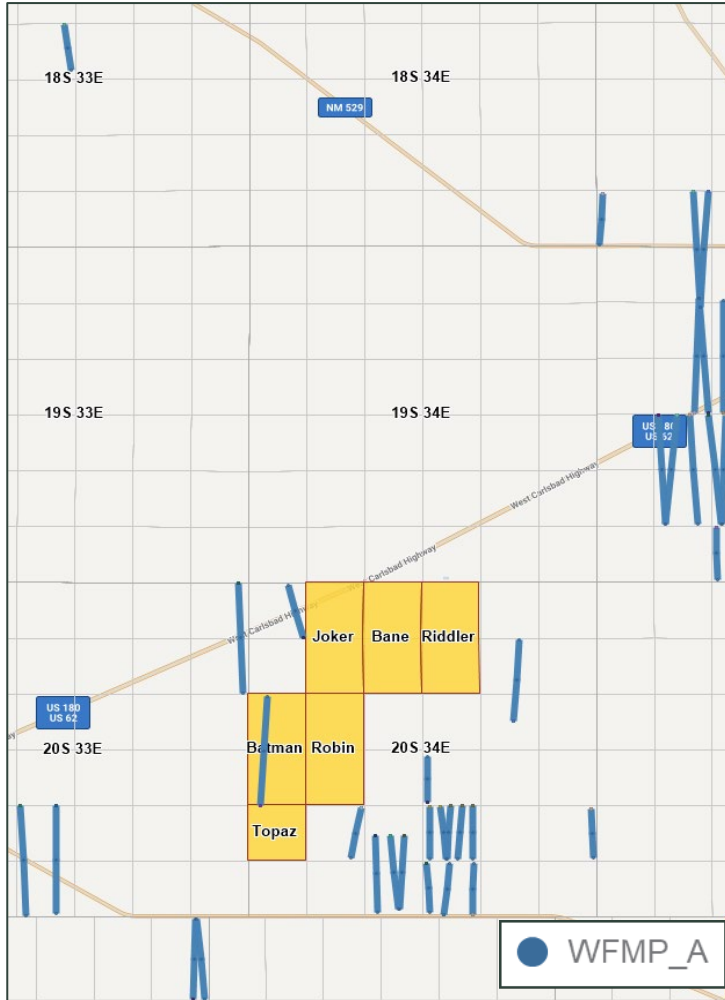 18S 33E
18S 34E
NM 529
19S 33E
19S 34E
US
US 62
West Carlsbad Highway
West Carlsbad Highway
West Carlsbad Highway
Joker
Bane
Riddler
US 180
US 62
Batman
Robin
20S 33E
20S 34E
Topaz
WFMP_A